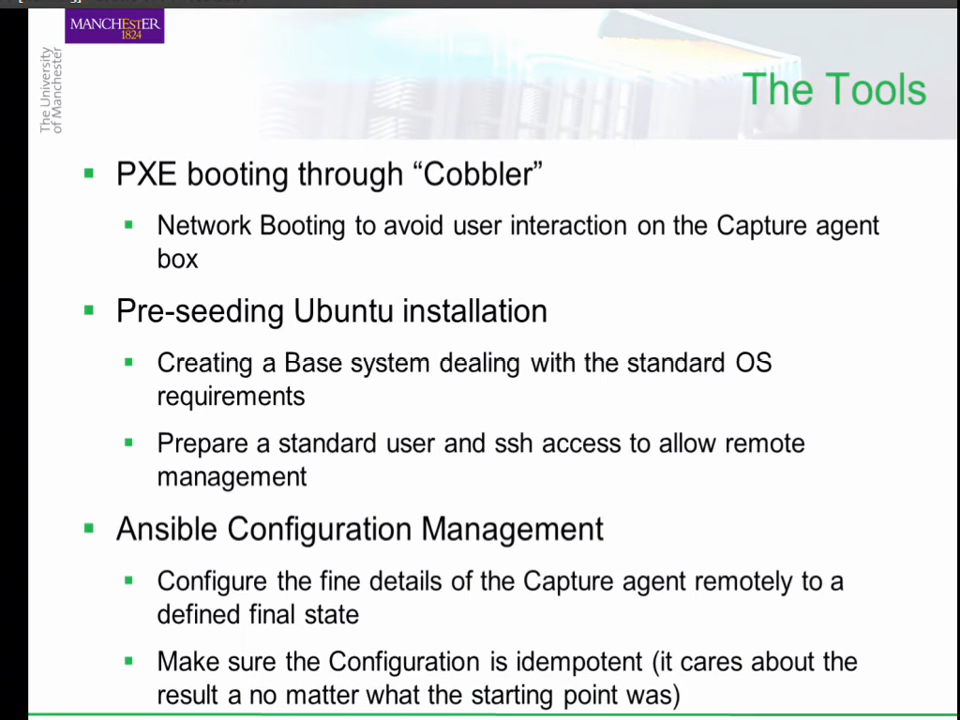 MANCHESTER
1824
The University
of Manchester
The Tools
PXE booting through “Cobbler”
Network Booting to avoid user interaction on the Capture agent
box
Pre-seeding Ubuntu installation
Creating a Base system dealing with the standard OS
requirements
Prepare a standard user and ssh access to allow remote
management
Ansible Configuration Management
Configure the fine details of the Capture agent remotely to a
defined final state
Make sure the Configuration is idempotent (it cares about the
result a no matter what the starting point was)